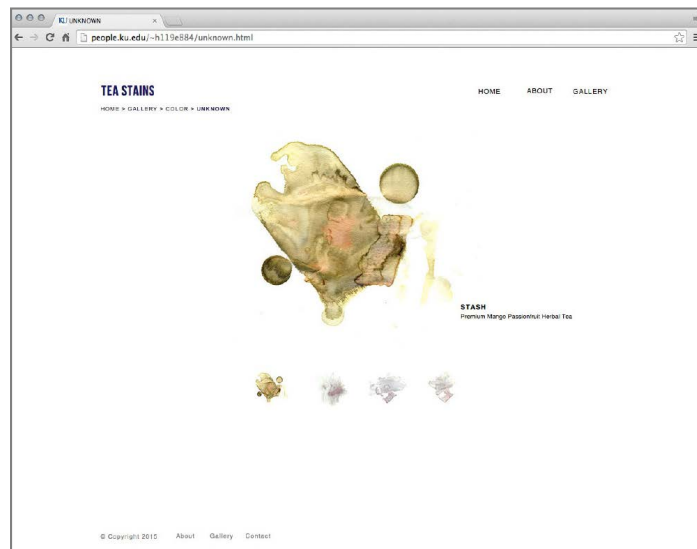 KU UNKNOWN
people.ku.edu/~h119e884/unknown.html
TEA STAINS
HOME ABOUT GALLERY
HOME > GALLERY > COLOR > UNKNOWN
STASH
Premium Mango Passionfruit Herbal Tea
© Copyright 2015 About Gallery Contact